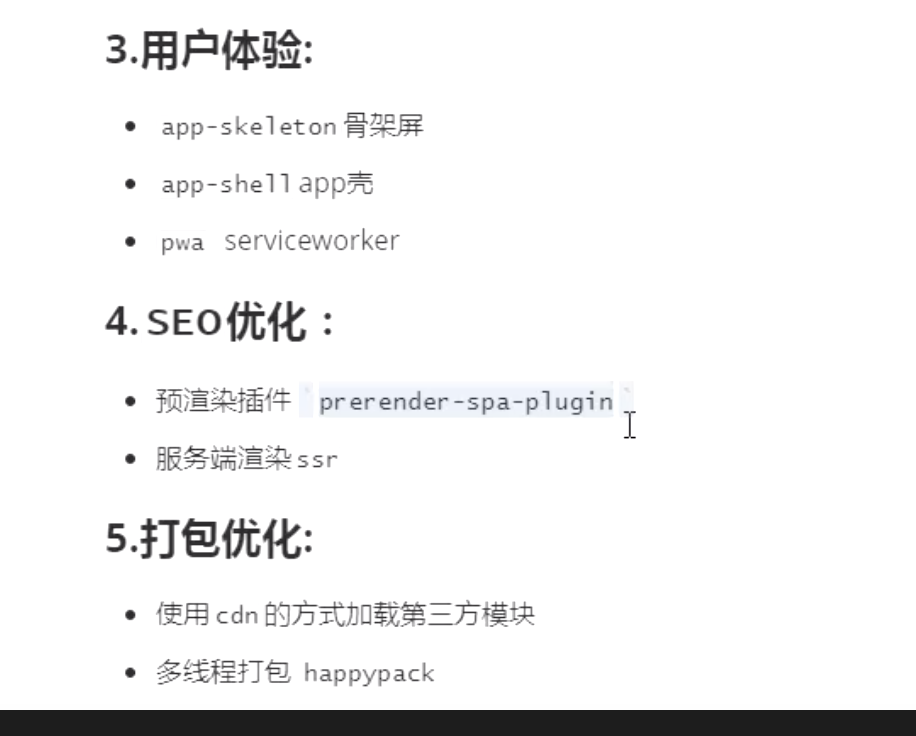 3.用户体验:
app-skeleton 骨架屏
app-shell app壳
pwa serviceworker
4. SEO优化：
预渲染插件 `prerender-spa-plugin`
服务端渲染 ssr
5.打包优化:
使用 cdn 的方式加载第三方模块
多线程打包 happypack